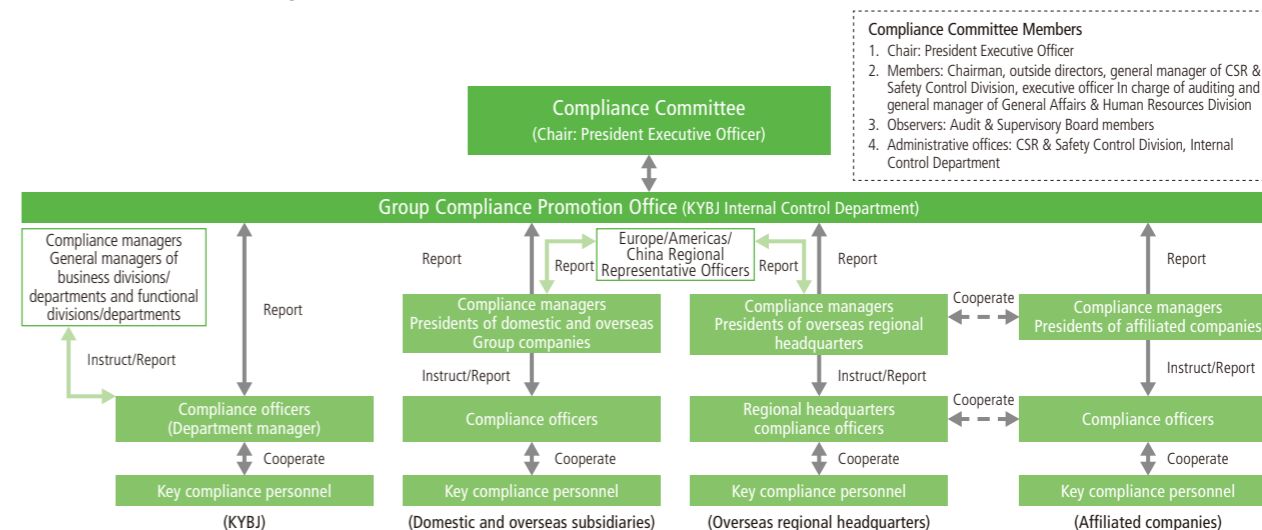 Compliance Committee Members
1. Chair: President Executive Officer
2. Members: Chairman, outside directors, general manager of CSR &
Safety Control Division, executive officer In charge of auditing and
general manager of General Affairs & Human Resources Division
3. Observers: Audit & Supervisory Board members
4. Administrative offices: CSR & Safety Control Division, Internal
Control Department
Compliance Committee
(Chair: President Executive Officer)
Group Compliance Promotion Office (KYBJ Internal Control Department)
Compliance managers
General managers of
business divisions/
departments and functional
divisions/departments
Instruct/Report
Report
Compliance officers
(Department manager)
Cooperate
Key compliance personnel
(KYBJ)
Report
Report
Europe/Americas/
China Regional
Representative Officers
Report
Report
Compliance managers
Presidents of domestic and overseas
Group companies
Instruct/Report
Compliance officers
Cooperate
Key compliance personnel
(Domestic and overseas subsidiaries)
Compliance managers
Presidents of overseas regional
headquarters
Instruct/Report
Regional headquarters
compliance officers
Cooperate
Key compliance personnel
(Overseas regional headquarters)
Cooperate
Cooperate
Report
Compliance managers
Presidents of affiliated companies
Instruct/Report
Compliance officers
Cooperate
Key compliance personnel
(Affiliated companies)